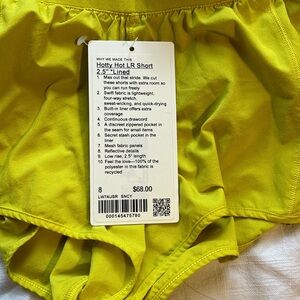 WHY WE MADE THIS
Hotty Hot LR Short
2.5" *Lined
1 Max out that stride. We cut
these shorts with extra room so
you can run freely
2 Swift fabric is lightweight,
four-way stretch,
sweat-wicking, and quick-drying
3 Built-in liner offers extra
coverage
4 Continuous drawcord
5 A discreet zippered pocket in
the seam for small items
6 Secret stash pocket in the
liner
7 Mesh fabric panels
8 Reflective details
9 Low rise, 2.5" length
10 Feel the love—100% of the
polyester in this fabric is
recycled
8 $68.00
LW7AUSR SNCY
000145475780